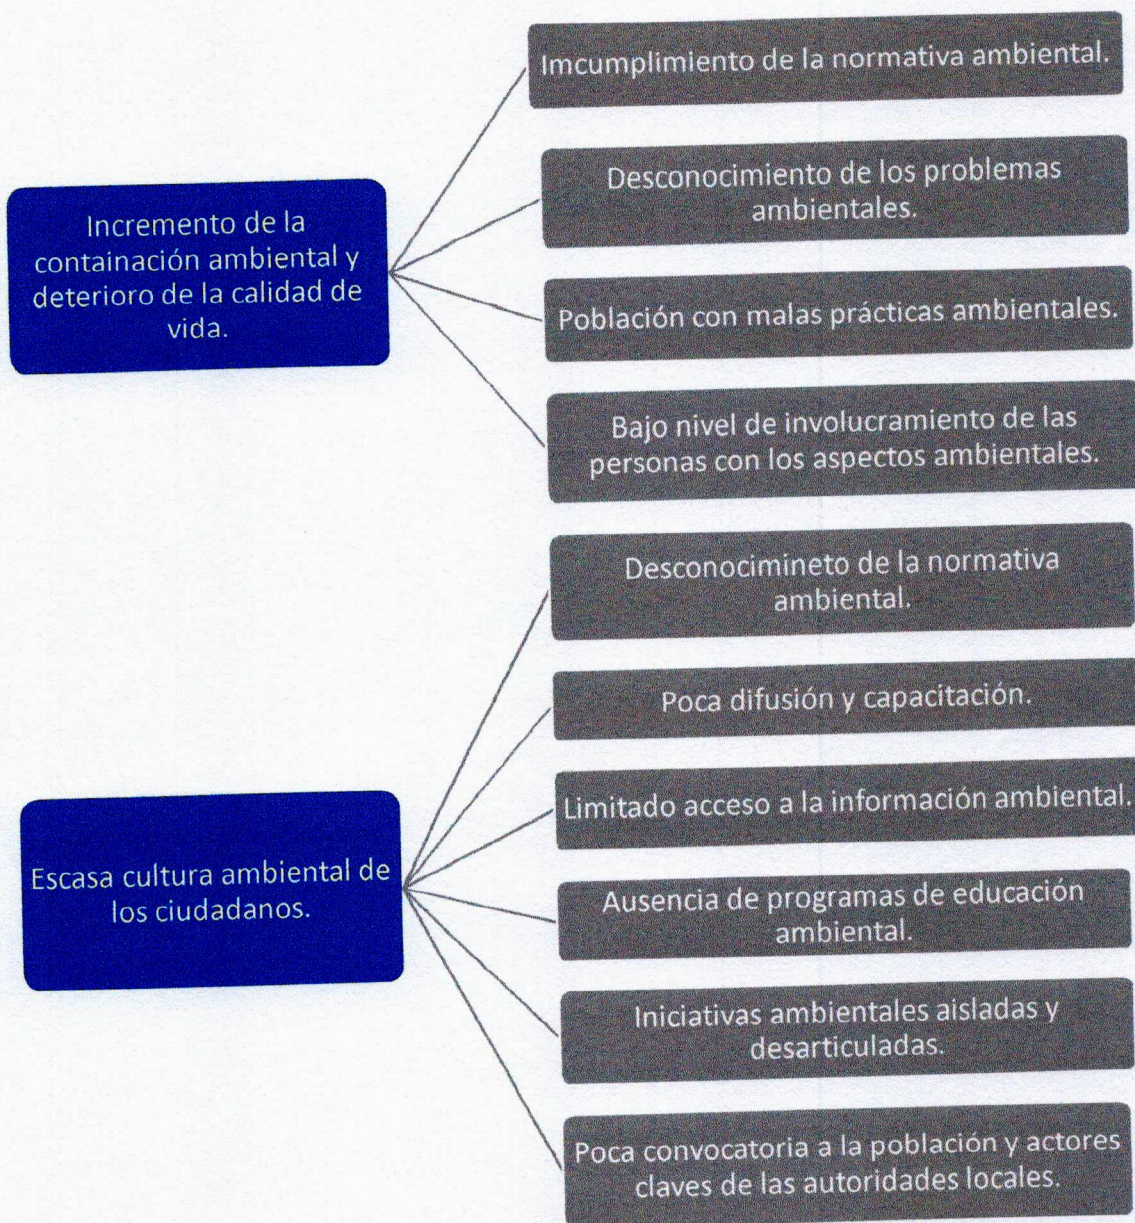 Incremento de la
containación ambiental y
deterioro de la calidad de
vida.
Imcumplimiento de la normativa ambiental.
Desconocimiento de los problemas
ambientales.
Población con malas prácticas ambientales.
Bajo nivel de involucramiento de las
personas con los aspectos ambientales.
Escasa cultura ambiental de
los ciudadanos.
Desconocimineto de la normativa
ambiental.
Poca difusión y capacitación.
Limitado acceso a la información ambiental.
Ausencia de programas de educación
ambiental.
Iniciativas ambientales aisladas y
desarticuladas.
Poca convocatoria a la población y actores
claves de las autoridades locales.